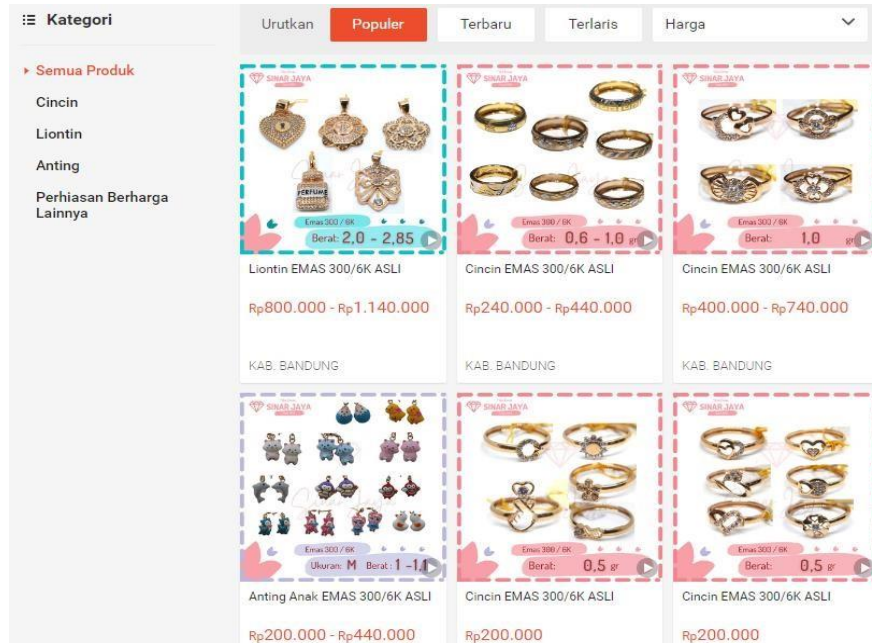 Kategori
Semua Produk
Cincin
Liontin
Anting
Perhiasan Berharga
Lainnya
Urutkan
Populer
Terbaru
Terlaris
Harga
SINAR JAYA
PERFUME
Emas 300 / 6K
Berat: 2,0 - 2,85
Liontin EMAS 300/6K ASLI
Rp800.000 - Rp1.140.000
KAB. BANDUNG
SINAR JAYA
Emas 300 / 6K
Berat: 0,6 - 1,0 gr
Cincin EMAS 300/6K ASLI
Rp240.000 - Rp440.000
KAB. BANDUNG
SINAR JAYA
Emas 300 / 6K
Berat: 1,0 gr
Cincin EMAS 300/6K ASLI
Rp400.000 - Rp740.000
KAB. BANDUNG
SINAR JAYA
Emas 300 / 6K
Ukuran: M Berat: 1 -1,1
Anting Anak EMAS 300/6K ASLI
Rp200.000 - Rp440.000
SINAR JAYA
Emas 300 / 6K
Berat: 0,5 gr
Cincin EMAS 300/6K ASLI
Rp200.000
SINAR JAYA
Emas 300 / 6K
Berat: 0,5 gr
Cincin EMAS 300/6K ASLI
Rp200.000